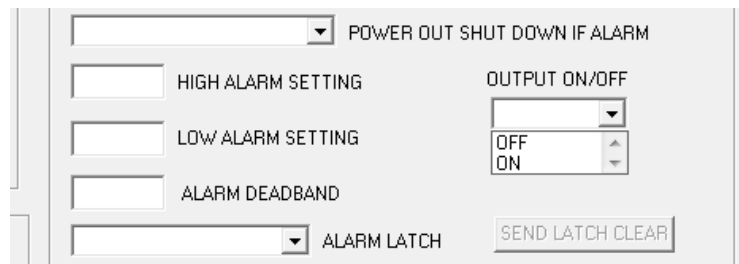 POWER OUT SHUT DOWN IF ALARM
HIGH ALARM SETTING
OUTPUT ON/OFF
LOW ALARM SETTING
OFF
ON
ALARM DEADBAND
ALARM LATCH
SEND LATCH CLEAR